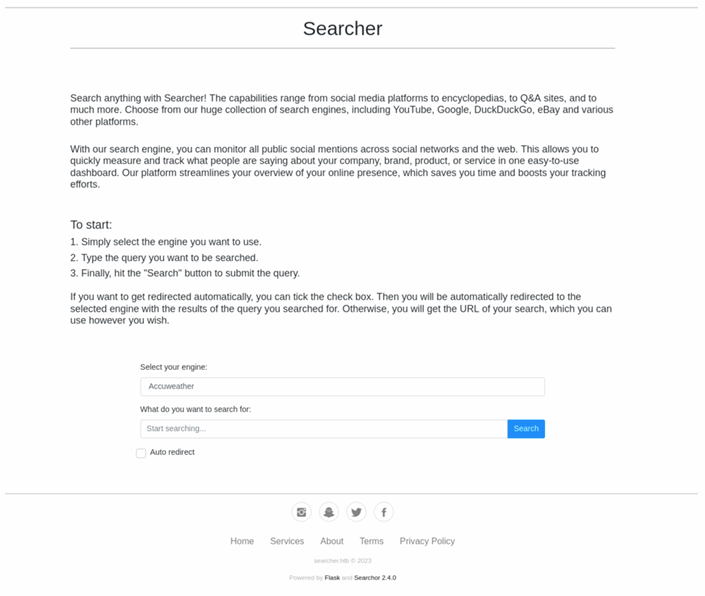 Searcher
Search anything with Searcher! The capabilities range from social media platforms to encyclopedias, to Q&A sites, and to
much more. Choose from our huge collection of search engines, including YouTube, Google, DuckDuckGo, eBay and various
other platforms.
With our search engine, you can monitor all public social mentions across social networks and the web. This allows you to
quickly measure and track what people are saying about your company, brand, product, or service in one easy-to-use
dashboard. Our platform streamlines your overview of your online presence, which saves you time and boosts your tracking
efforts.
To start:
1. Simply select the engine you want to use.
2. Type the query you want to be searched.
3. Finally, hit the "Search" button to submit the query.
If you want to get redirected automatically, you can tick the check box. Then you will be automatically redirected to the
selected engine with the results of the query you searched for. Otherwise, you will get the URL of your search, which you can
use however you wish.
Select your engine:
Accuweather
What do you want to search for:
Start searching...
Search
Auto redirect
Home Services About Terms Privacy Policy
searcher.htb © 2023
Powered by Flask and Searchor 2.4.0